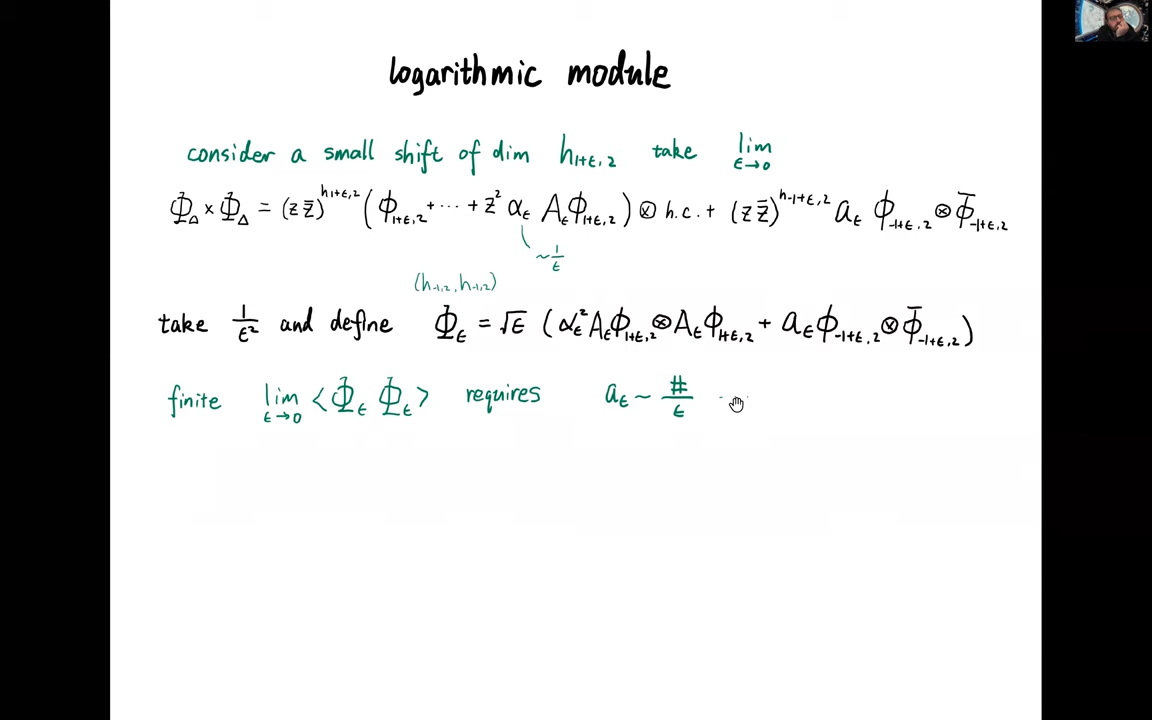 logarithmic module
consider a small shift of dim h_{1+ε,2} take lim_{ε→0}
Φ_Δ × Φ_Δ = (z z̄)^{h_{1+ε,2}} ( ϕ_{1+ε,2} + ··· + z² α_ε A_ε ϕ_{1+ε,2} ) ⊗ h.c. + (z z̄)^{h_{-1+ε,2}} a_ε ϕ_{-1+ε,2} ⊗ ϕ̄_{-1+ε,2}
~ 1/ε
(h_{-1,2}, h_{-1,2})
take 1/ε² and define Φ_ε = √ε ( α_ε² A_ε ϕ_{1+ε,2} ⊗ A_ε ϕ_{1+ε,2} + a_ε ϕ_{-1+ε,2} ⊗ ϕ̄_{-1+ε,2} )
finite lim_{ε→0} < Φ_ε Φ_ε > requires a_ε ~ #/ε ···